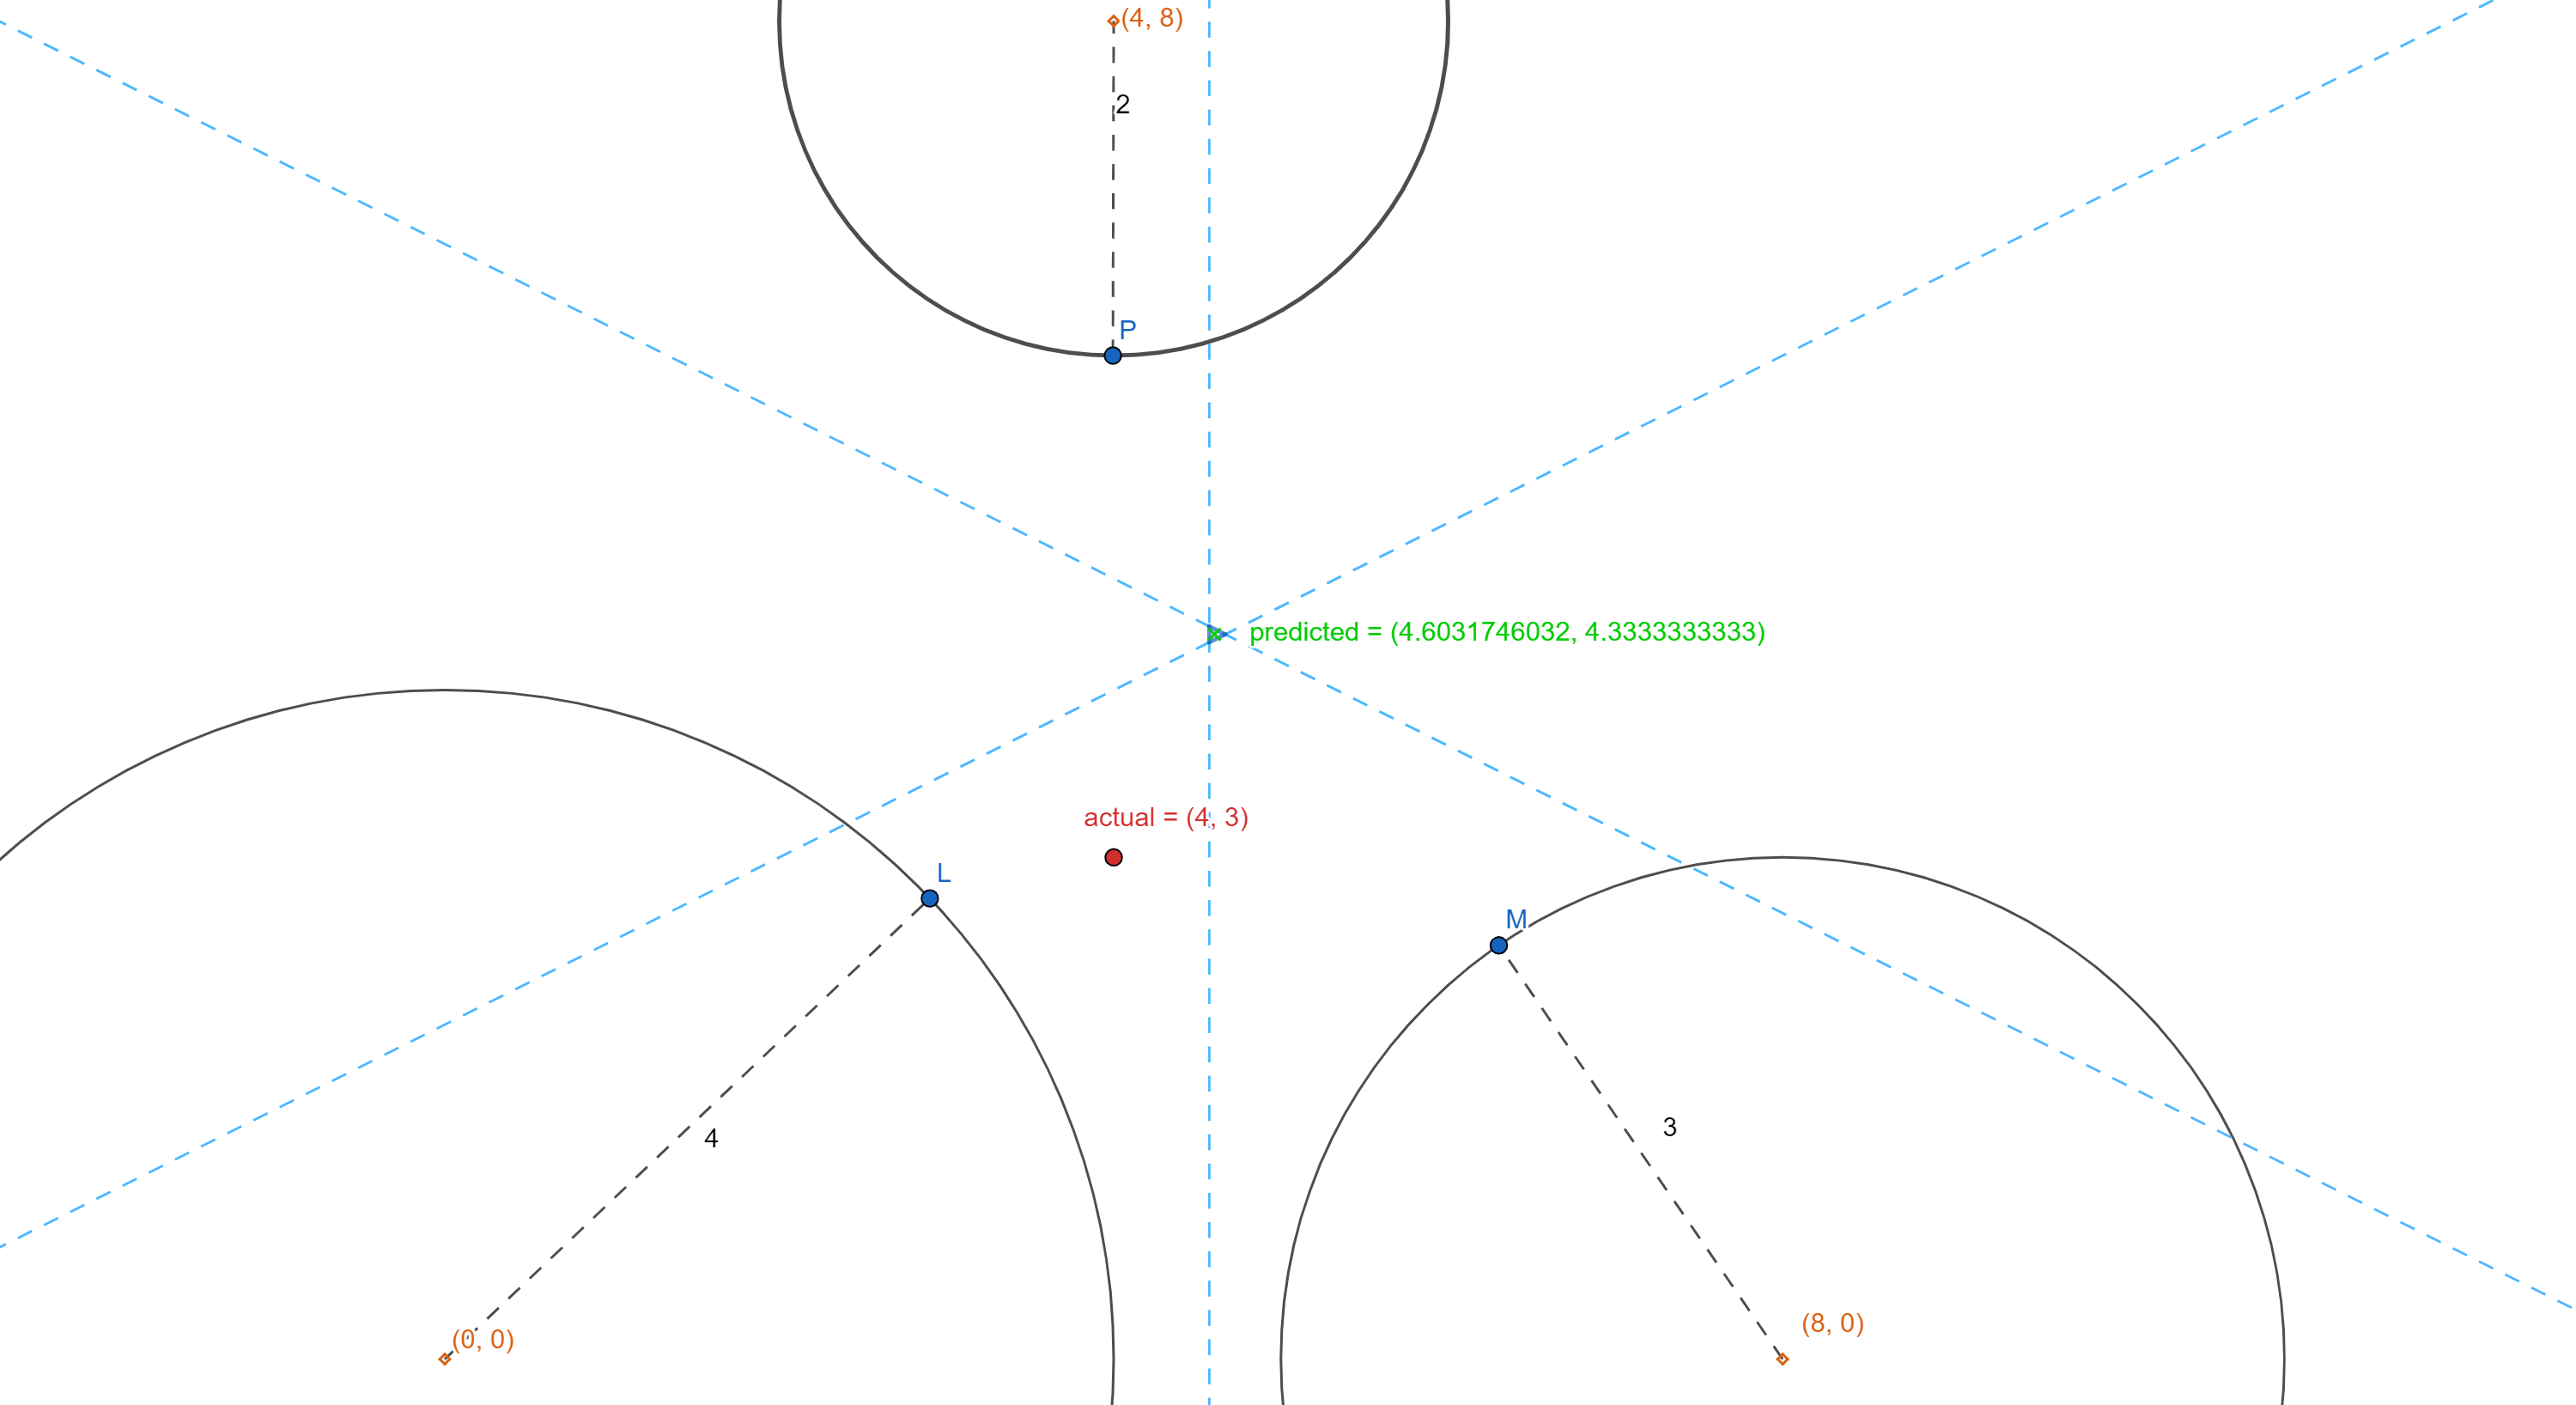 (4, 8)
2
P
predicted = (4.6031746032, 4.3333333333)
actual = (4, 3)
L
M
3
4
(8, 0)
(0, 0)